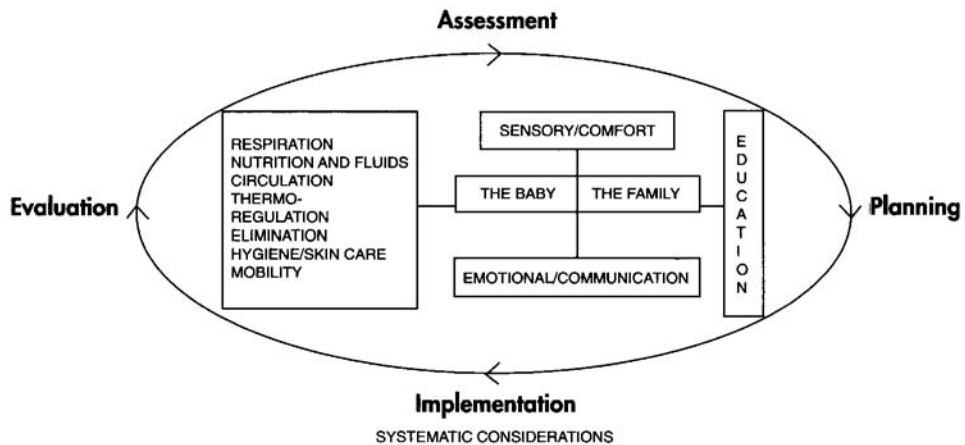 Assessment
RESPIRATION
NUTRITION AND FLUIDS
CIRCULATION
THERMO-
REGULATION
ELIMINATION
HYGIENE/SKIN CARE
MOBILITY
SENSORY/COMFORT
THE BABY
THE FAMILY
EMOTIONAL/COMMUNICATION
EDUCATION
Evaluation
Planning
Implementation
SYSTEMATIC CONSIDERATIONS